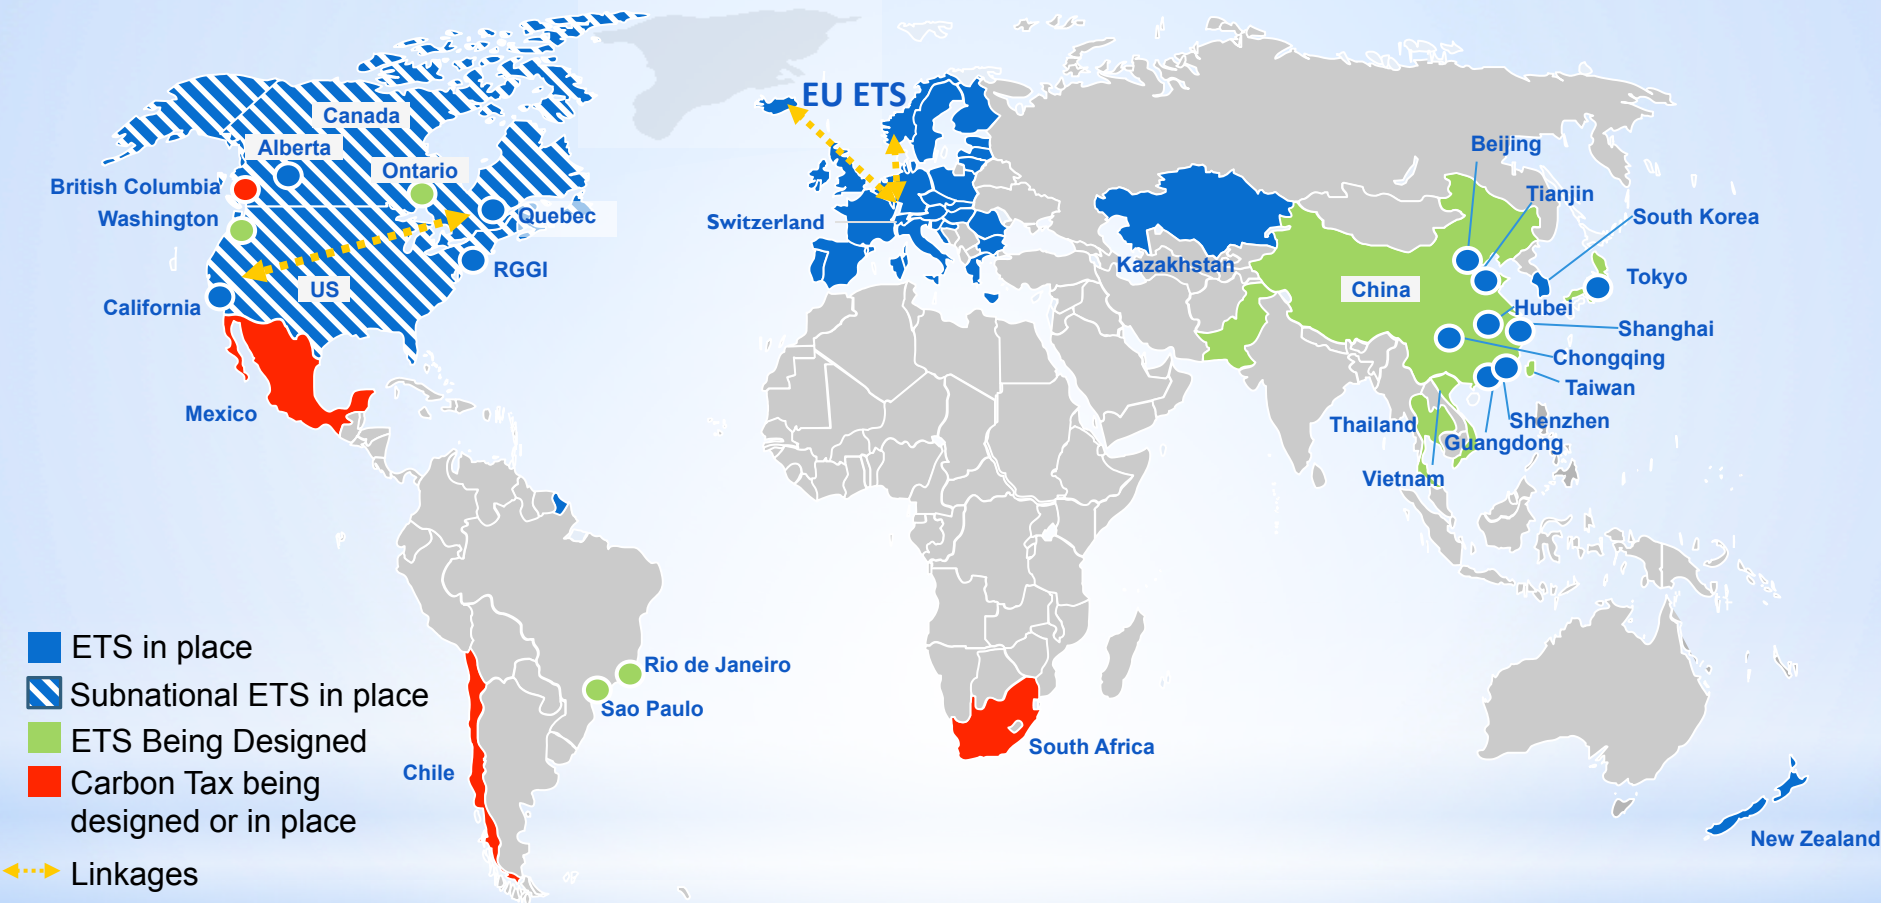 EU ETS
Canada
Alberta
Ontario
British Columbia
Washington
Quebec
RGGI
US
California
Mexico
Switzerland
Kazakhstan
Beijing
Tianjin
South Korea
China
Tokyo
Hubei
Shanghai
Chongqing
Taiwan
Thailand
Shenzhen
Guangdong
Vietnam
Rio de Janeiro
Sao Paulo
Chile
South Africa
New Zealand
ETS in place
Subnational ETS in place
ETS Being Designed
Carbon Tax being
designed or in place
Linkages